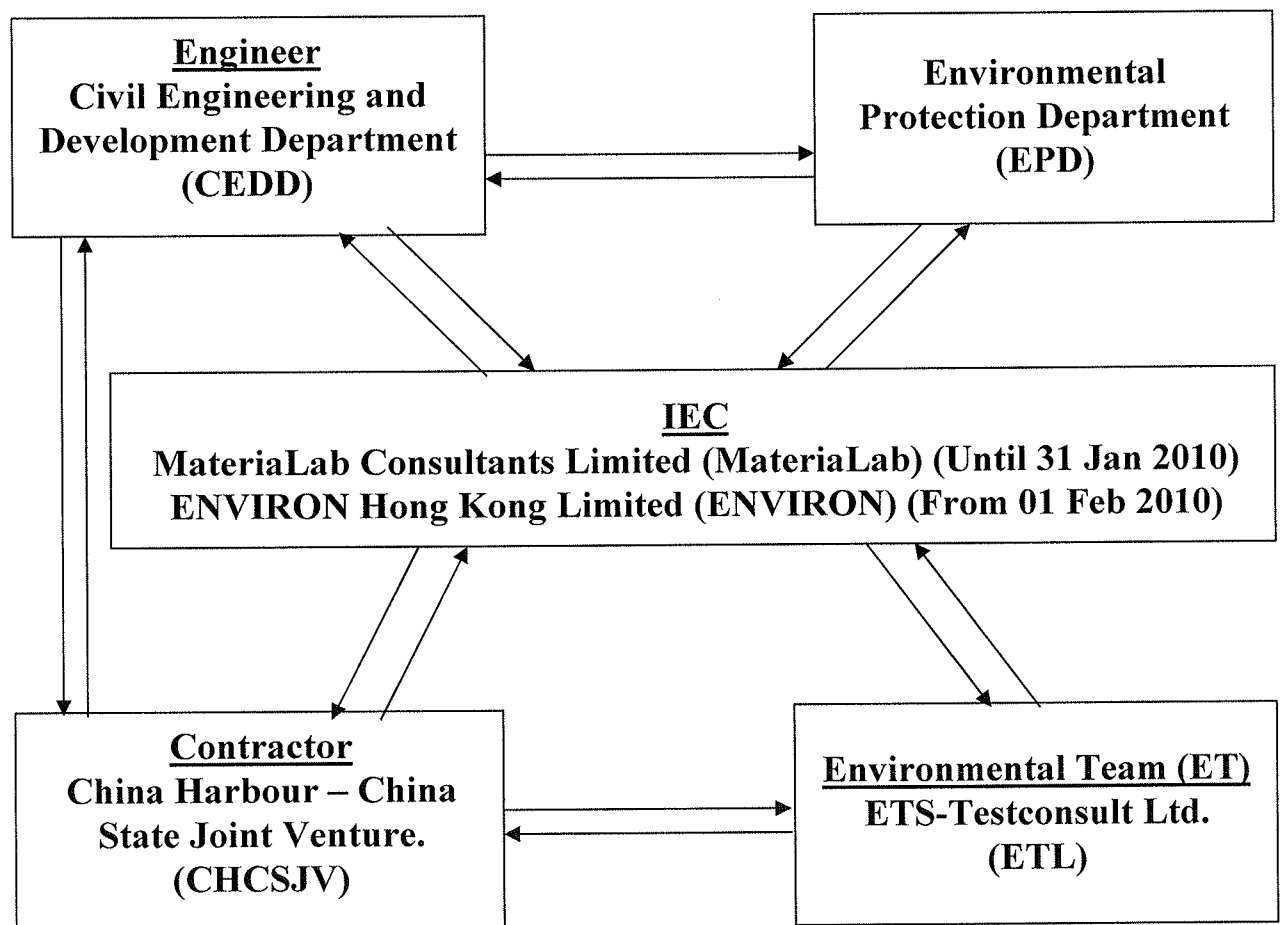 Engineer
Civil Engineering and
Development Department
(CEDD)
Environmental
Protection Department
(EPD)
IEC
MateriaLab Consultants Limited (MateriaLab) (Until 31 Jan 2010)
ENVIRON Hong Kong Limited (ENVIRON) (From 01 Feb 2010)
Contractor
China Harbour – China
State Joint Venture.
(CHCSJV)
Environmental Team (ET)
ETS-Testconsult Ltd.
(ETL)